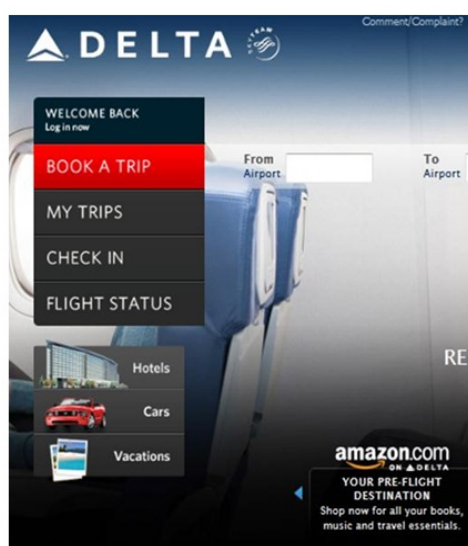 Comment/Complaint?
DELTA
SKYTEAM
WELCOME BACK
Log in now
BOOK A TRIP
MY TRIPS
CHECK IN
FLIGHT STATUS
From
Airport
To
Airport
RE
Hotels
Cars
Vacations
amazon.com
ON DELTA
YOUR PRE-FLIGHT
DESTINATION
Shop now for all your books,
music and travel essentials.